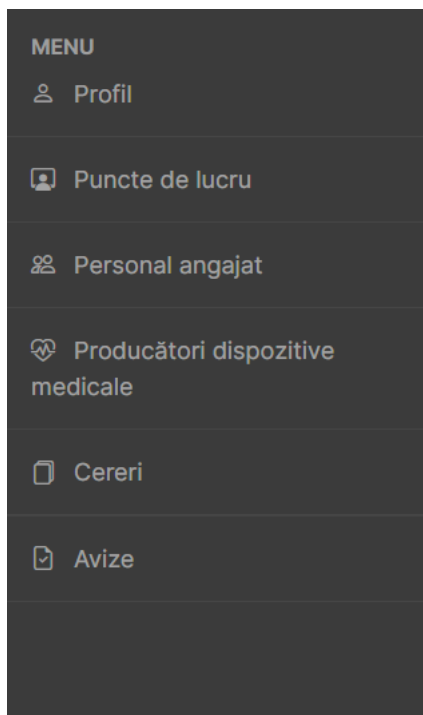 MENU
Profil
Puncte de lucru
Personal angajat
Producători dispozitive
medicale
Cereri
Avize